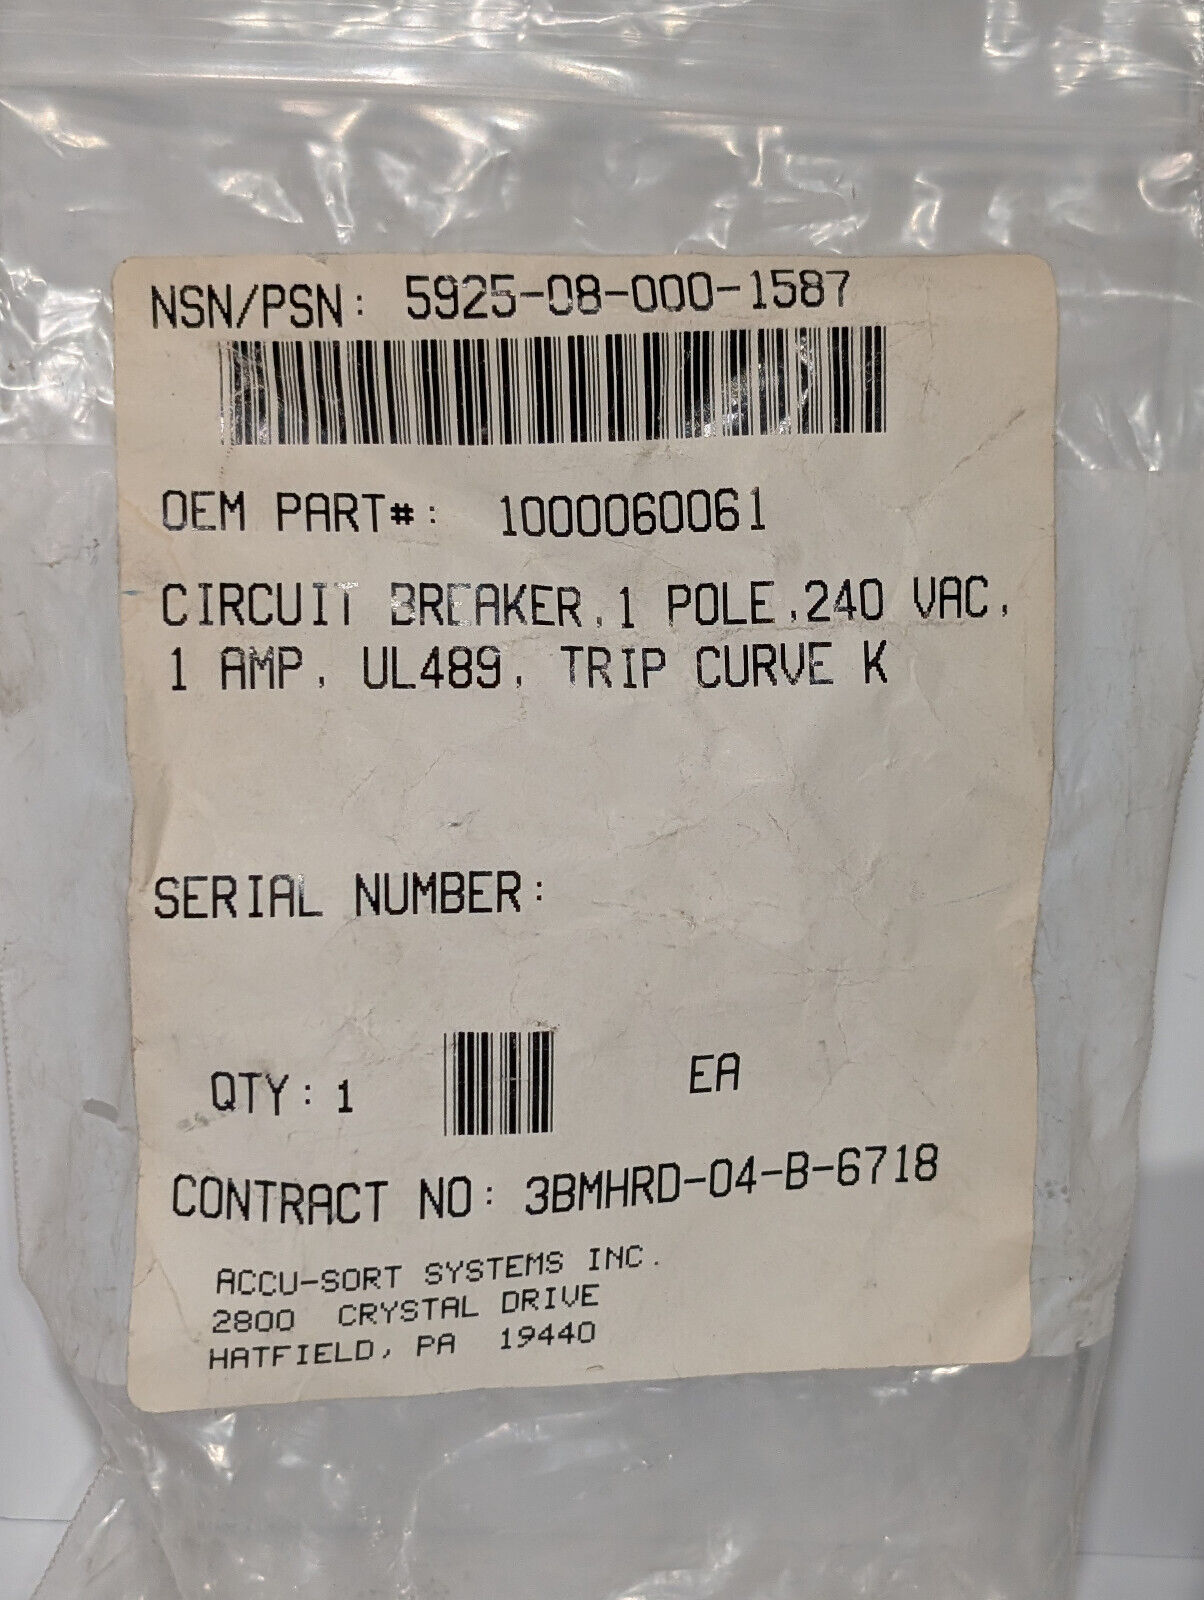 NSN/PSN: 5925-08-000-1587
OEM PART#: 1000060061
CIRCUIT BREAKER, 1 POLE, 240 VAC,
1 AMP, UL489, TRIP CURVE K
SERIAL NUMBER:
QTY: 1 EA
CONTRACT NO: 3BMHRD-04-B-6718
ACCU-SORT SYSTEMS INC.
2800 CRYSTAL DRIVE
HATFIELD, PA 19440